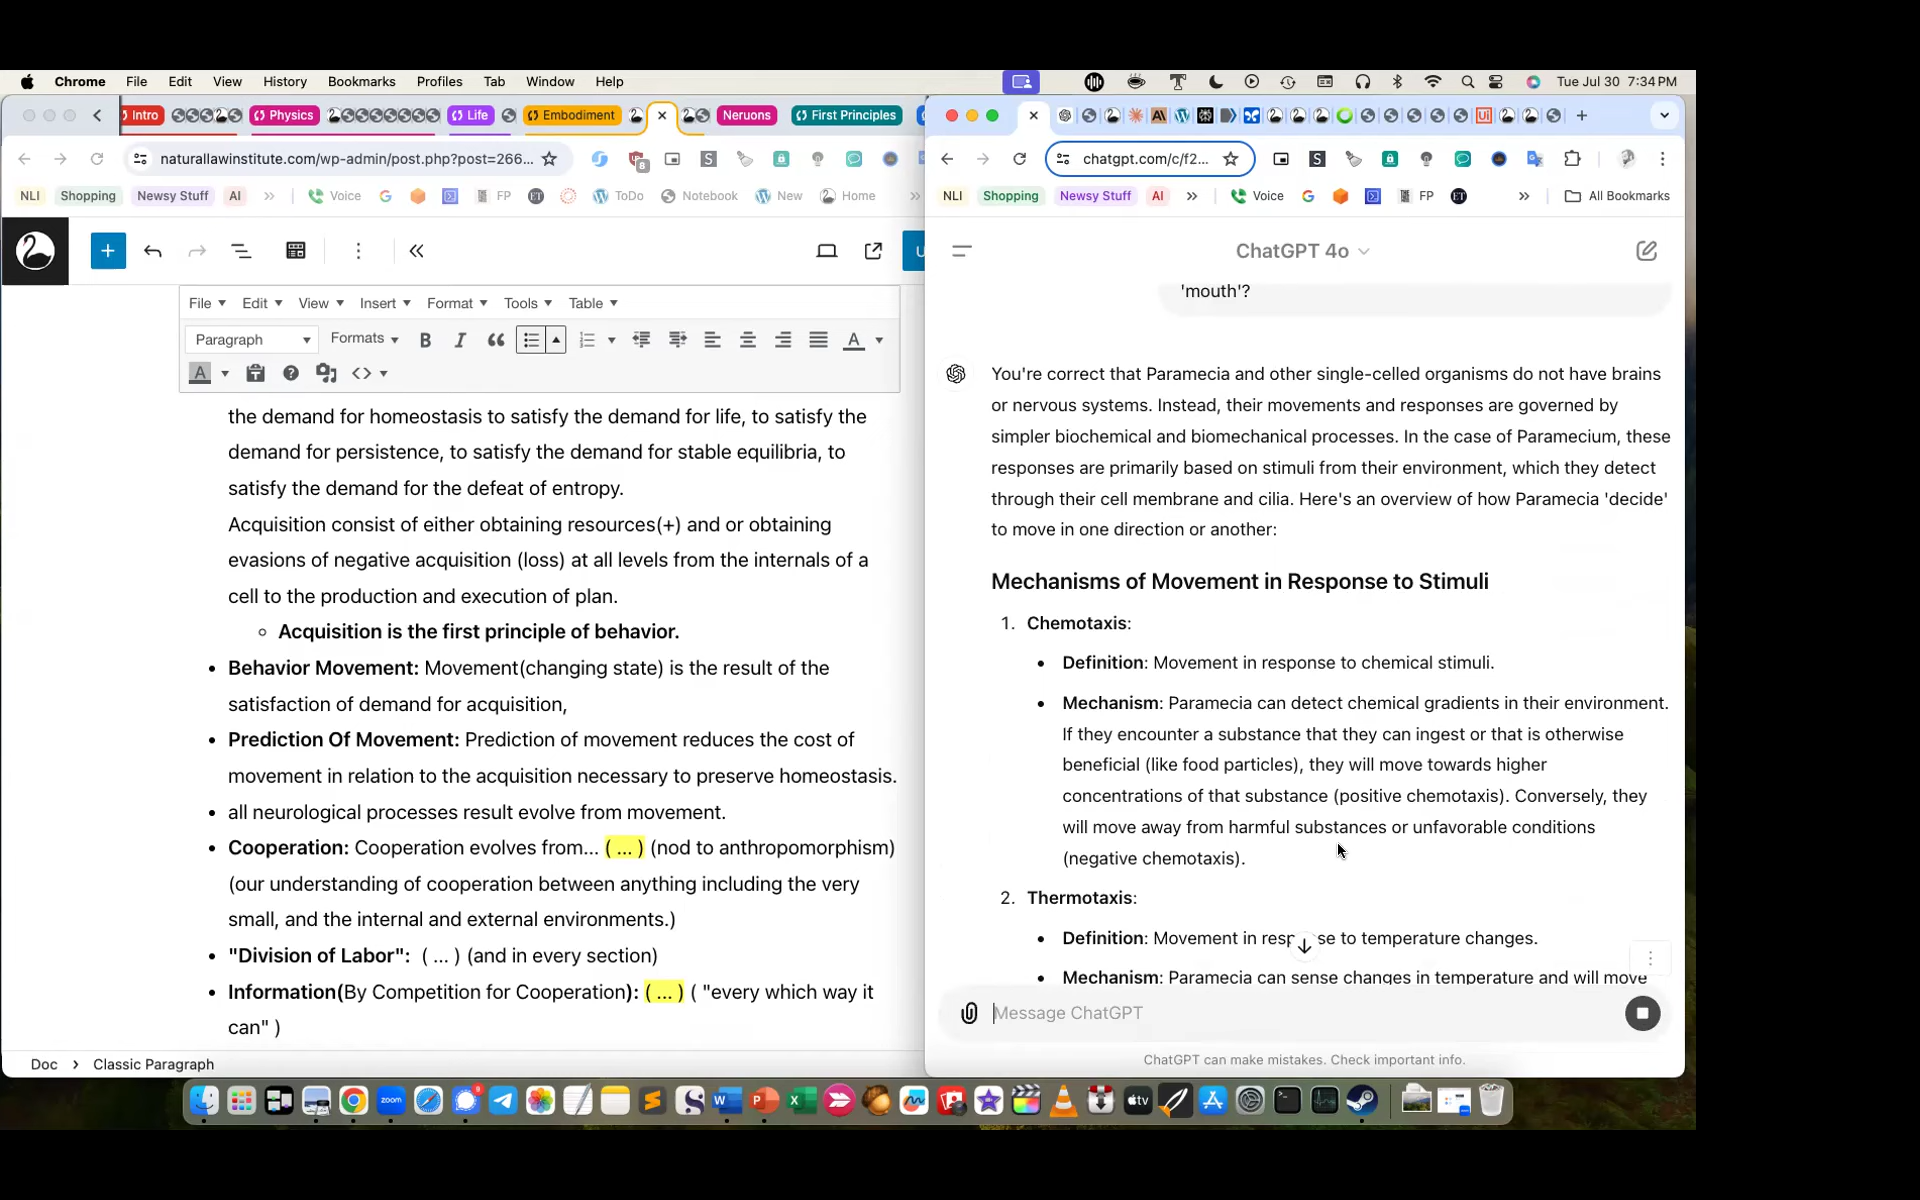 Chrome File Edit View History Bookmarks Profiles Tab Window Help Tue Jul 30 7:34 PM
Intro Physics Life Embodiment Neruons First Principles
naturallawinstitute.com/wp-admin/post.php?post=266...
NLI Shopping Newsy Stuff AI » Voice G FP ET ToDo Notebook New Home »
File Edit View Insert Format Tools Table
Paragraph Formats B I A
A
the demand for homeostasis to satisfy the demand for life, to satisfy the
demand for persistence, to satisfy the demand for stable equilibria, to
satisfy the demand for the defeat of entropy.
Acquisition consist of either obtaining resources(+) and or obtaining
evasions of negative acquisition (loss) at all levels from the internals of a
cell to the production and execution of plan.
Acquisition is the first principle of behavior.
• Behavior Movement: Movement(changing state) is the result of the
satisfaction of demand for acquisition,
• Prediction Of Movement: Prediction of movement reduces the cost of
movement in relation to the acquisition necessary to preserve homeostasis.
• all neurological processes result evolve from movement.
• Cooperation: Cooperation evolves from... ( ... ) (nod to anthropomorphism)
(our understanding of cooperation between anything including the very
small, and the internal and external environments.)
• "Division of Labor": ( ... ) (and in every section)
• Information(By Competition for Cooperation): ( ... ) ( "every which way it
can" )
Doc › Classic Paragraph
chatgpt.com/c/f2...
NLI Shopping Newsy Stuff AI » Voice G FP ET » All Bookmarks
ChatGPT 4o
'mouth'?
You're correct that Paramecia and other single-celled organisms do not have brains
or nervous systems. Instead, their movements and responses are governed by
simpler biochemical and biomechanical processes. In the case of Paramecium, these
responses are primarily based on stimuli from their environment, which they detect
through their cell membrane and cilia. Here's an overview of how Paramecia 'decide'
to move in one direction or another:
Mechanisms of Movement in Response to Stimuli
1. Chemotaxis:
• Definition: Movement in response to chemical stimuli.
• Mechanism: Paramecia can detect chemical gradients in their environment.
If they encounter a substance that they can ingest or that is otherwise
beneficial (like food particles), they will move towards higher
concentrations of that substance (positive chemotaxis). Conversely, they
will move away from harmful substances or unfavorable conditions
(negative chemotaxis).
2. Thermotaxis:
• Definition: Movement in response to temperature changes.
• Mechanism: Paramecia can sense changes in temperature and will move
Message ChatGPT
ChatGPT can make mistakes. Check important info.
zoom W P X tv